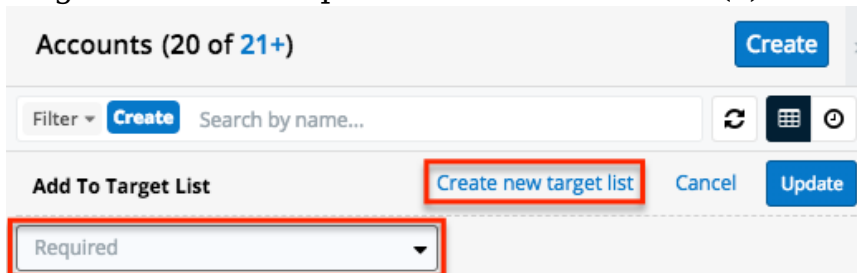 Accounts (20 of 21+)
Create
Filter Create Search by name...
Add To Target List Create new target list Cancel Update
Required